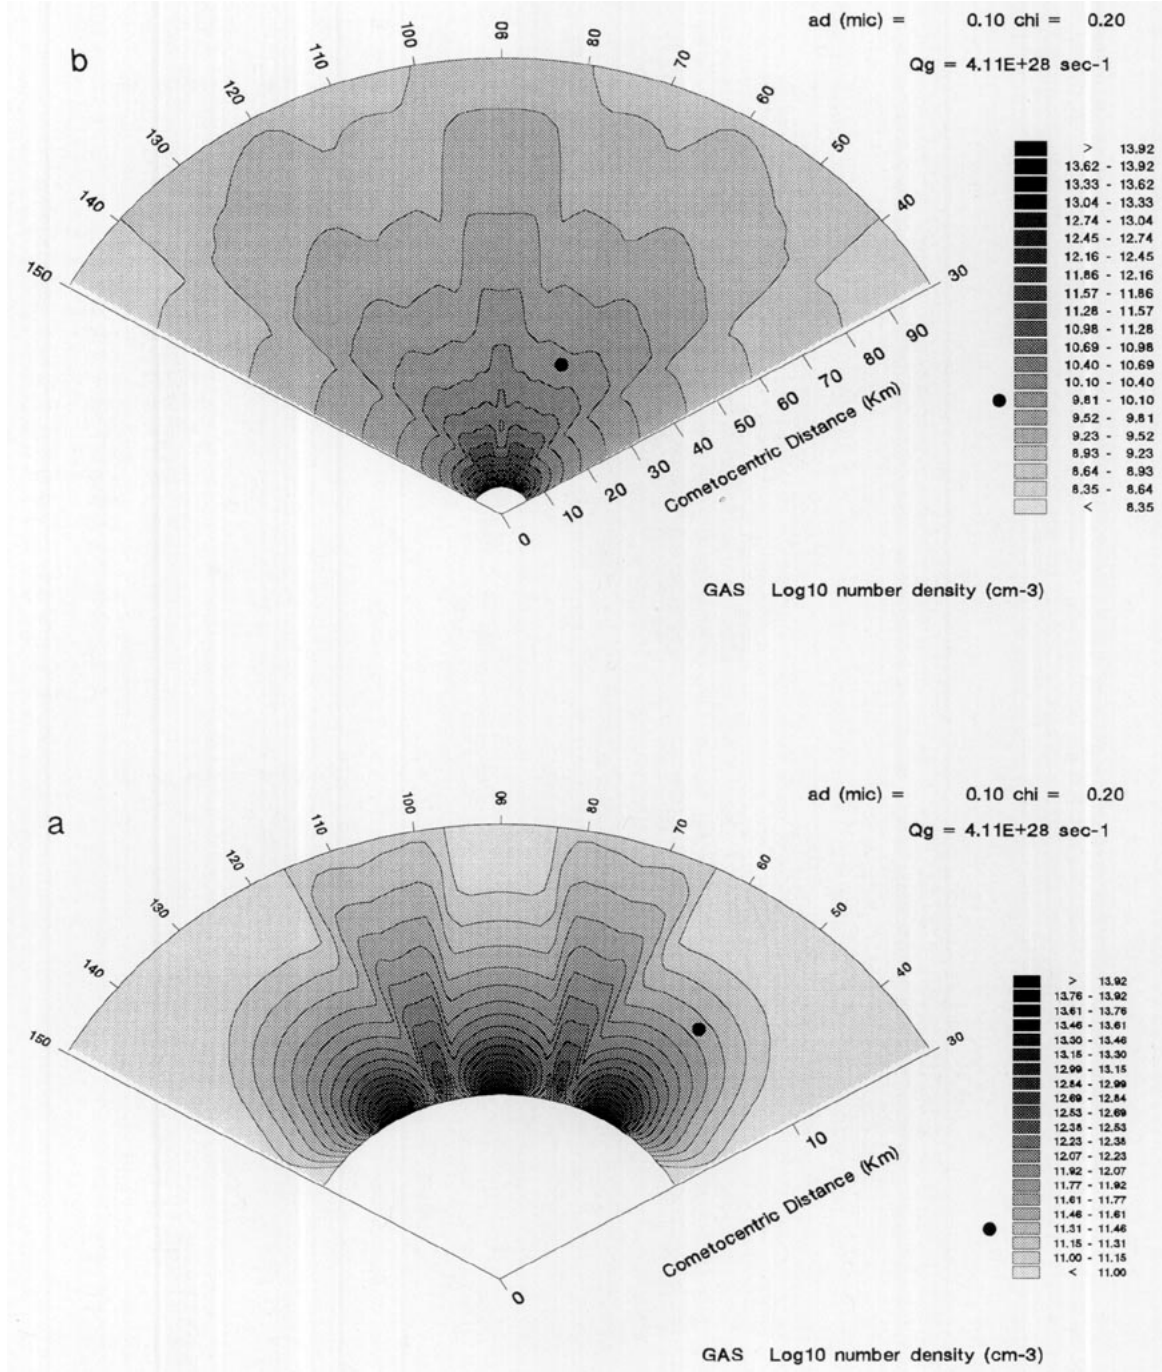 ad (mic) = 0.10 chi = 0.20
b
Qg = 4.11E+28 sec-1
150 140 130 120 110 100 90 80 70 60 50 40 30
> 13.92
13.62 - 13.92
13.33 - 13.62
13.04 - 13.33
12.74 - 13.04
12.45 - 12.74
12.16 - 12.45
11.86 - 12.16
11.57 - 11.86
11.28 - 11.57
10.98 - 11.28
10.69 - 10.98
10.40 - 10.69
10.10 - 10.40
9.81 - 10.10
9.52 - 9.81
9.23 - 9.52
8.93 - 9.23
8.64 - 8.93
8.35 - 8.64
< 8.35
0 10 20 30 40 50 60 70 80 90
Cometocentric Distance (Km)
GAS Log10 number density (cm-3)
ad (mic) = 0.10 chi = 0.20
a
Qg = 4.11E+28 sec-1
150 140 130 120 110 100 90 80 70 60 50 40 30
> 13.92
13.76 - 13.92
13.61 - 13.76
13.46 - 13.61
13.30 - 13.46
13.15 - 13.30
12.99 - 13.15
12.84 - 12.99
12.69 - 12.84
12.53 - 12.69
12.38 - 12.53
12.23 - 12.38
12.07 - 12.23
11.92 - 12.07
11.77 - 11.92
11.61 - 11.77
11.46 - 11.61
11.31 - 11.46
11.15 - 11.31
11.00 - 11.15
< 11.00
0 10
Cometocentric Distance (Km)
GAS Log10 number density (cm-3)